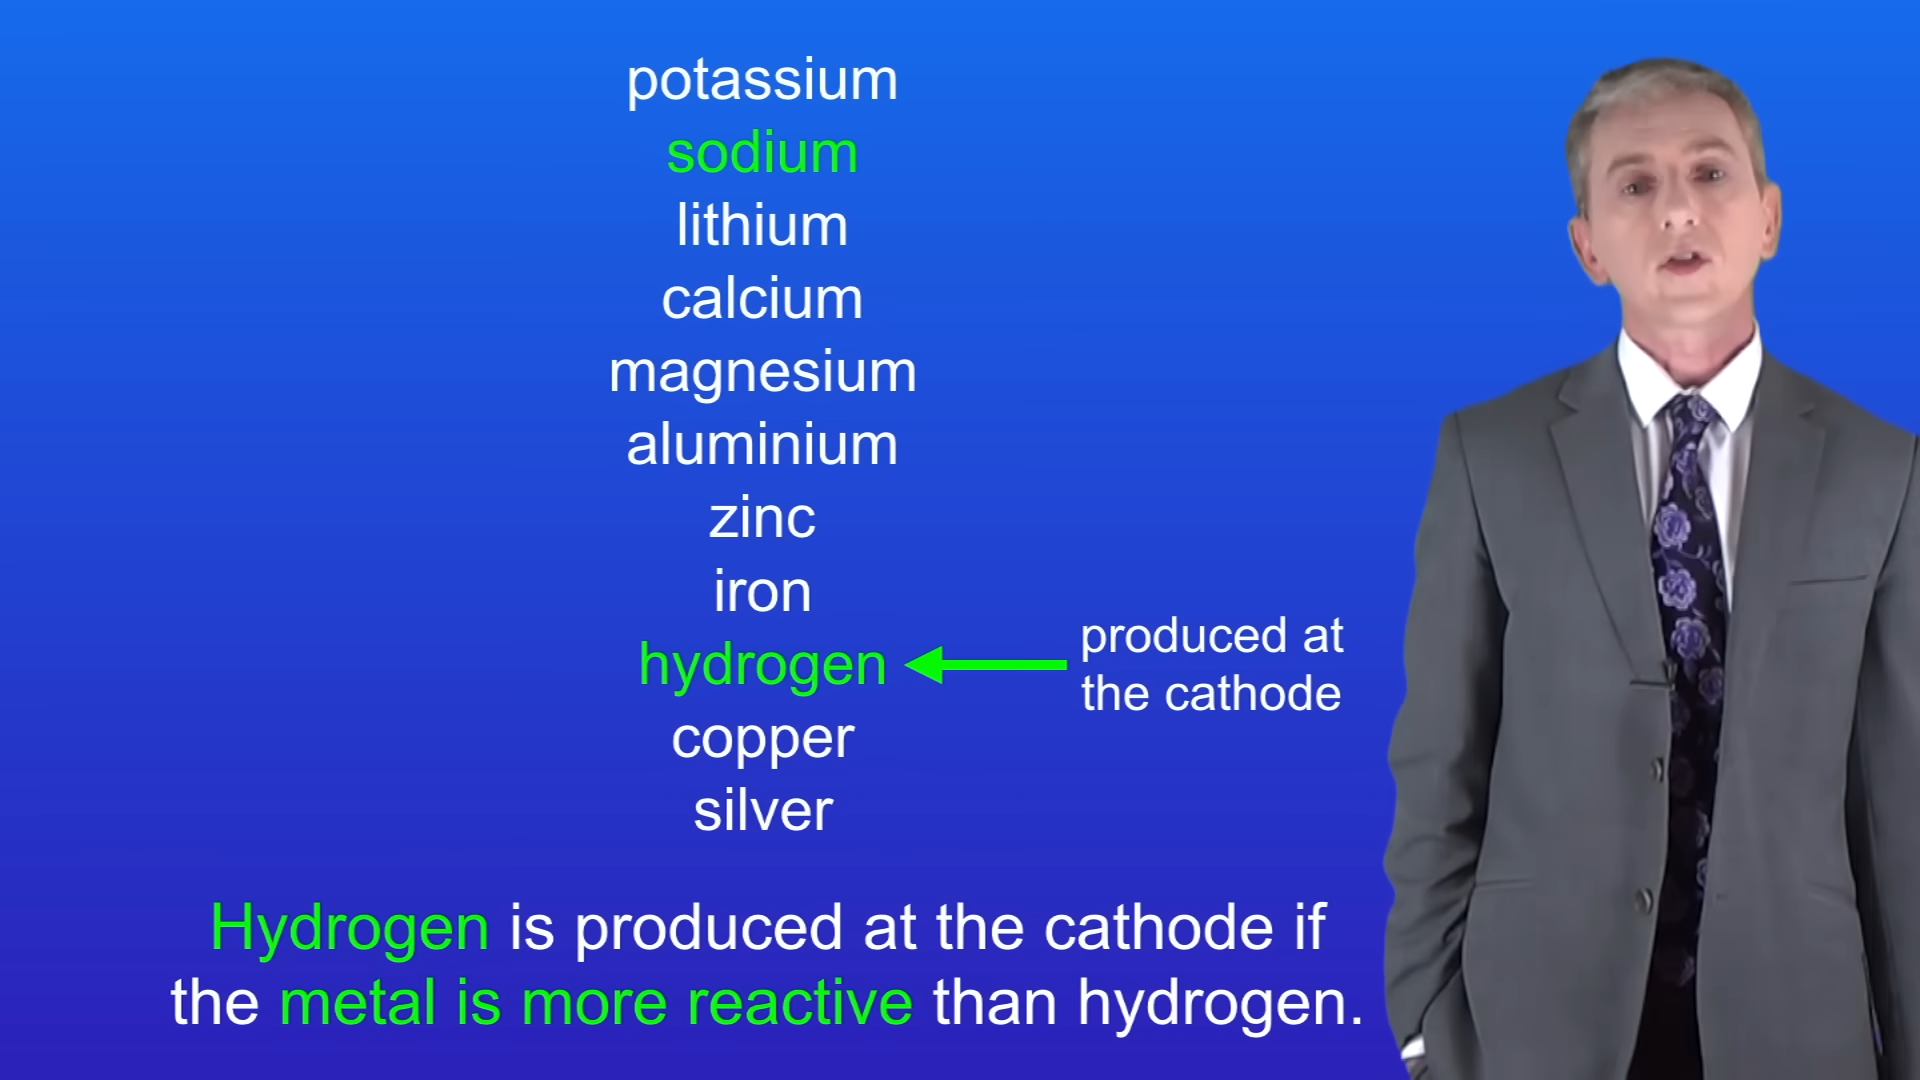 potassium
sodium
lithium
calcium
magnesium
aluminium
zinc
iron
hydrogen
produced at
the cathode
copper
silver
Hydrogen is produced at the cathode if
the metal is more reactive than hydrogen.